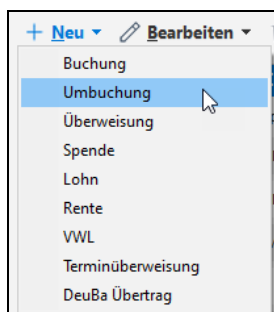 Neu Bearbeiten
Buchung
Umbuchung
Überweisung
Spende
Lohn
Rente
VWL
Terminüberweisung
DeuBa Übertrag